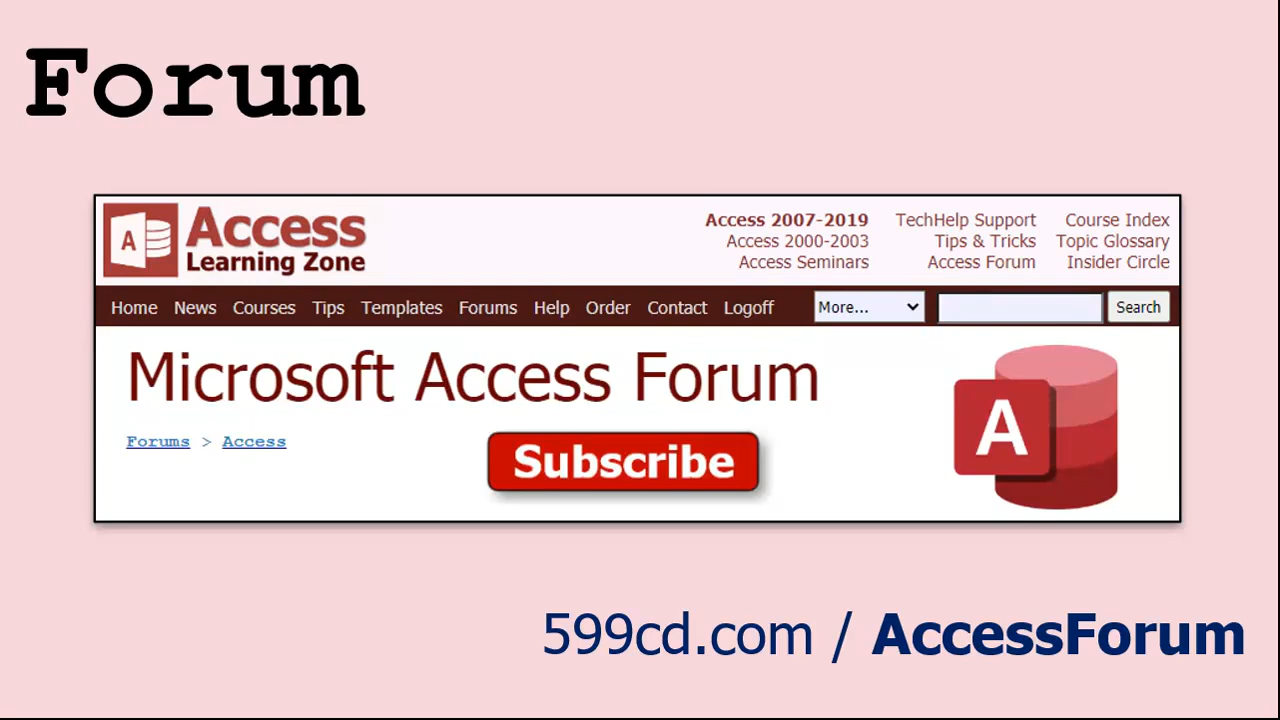 Forum
A
Access
Learning Zone
Access 2007-2019 TechHelp Support Course Index
Access 2000-2003 Tips & Tricks Topic Glossary
Access Seminars Access Forum Insider Circle
Home News Courses Tips Templates Forums Help Order Contact Logoff More... Search
Microsoft Access Forum
Forums > Access
Subscribe
A
599cd.com / AccessForum